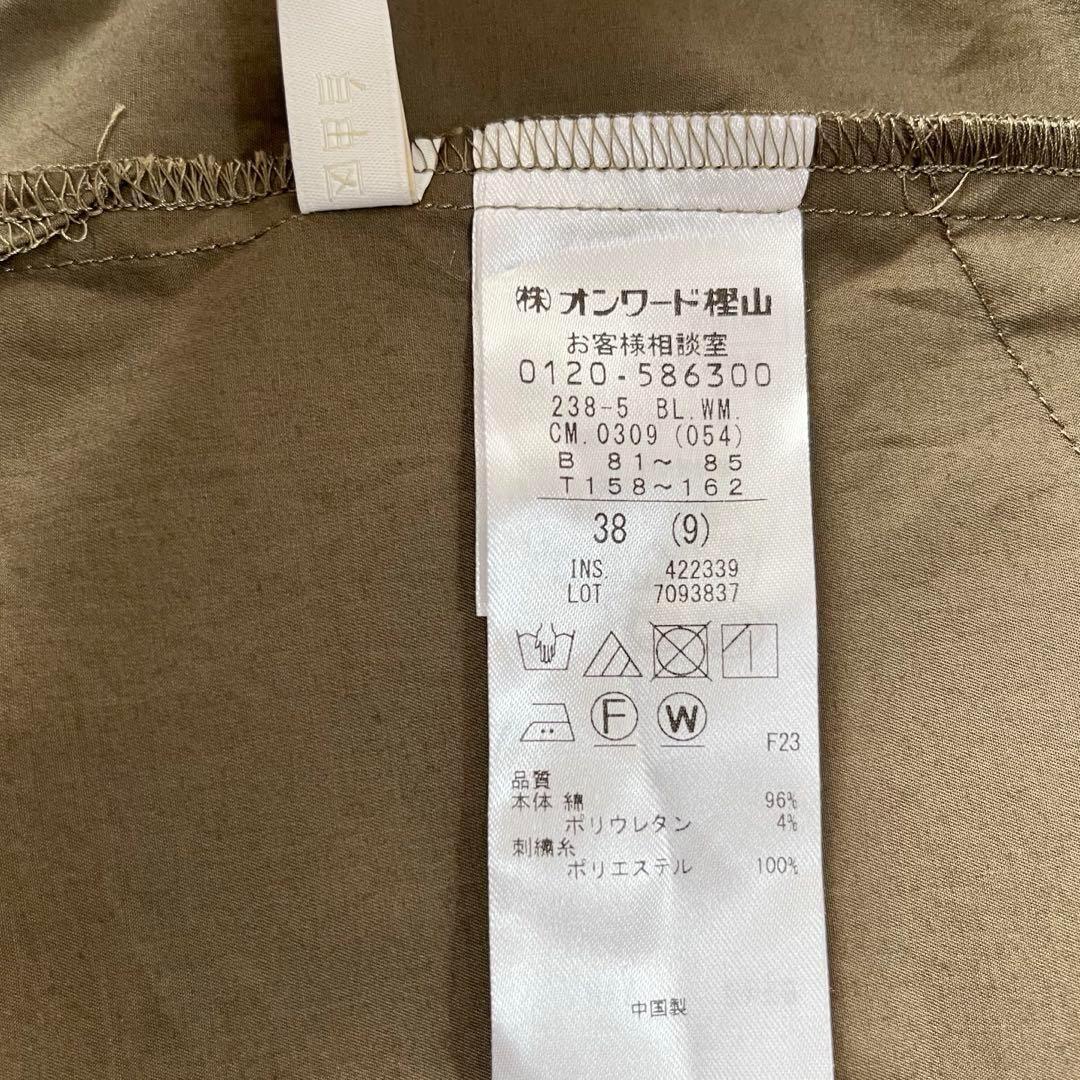 ㈱オンワード樫山
お客様相談室
0120-586300
238-5 BL.WM.
CM.0309 (054)
B 81〜 85
T158〜162
38 (9)
INS. 422339
LOT 7093837
F W
F23
品質
本体 綿 96%
ポリウレタン 4%
刺繍糸
ポリエステル 100%
中国製